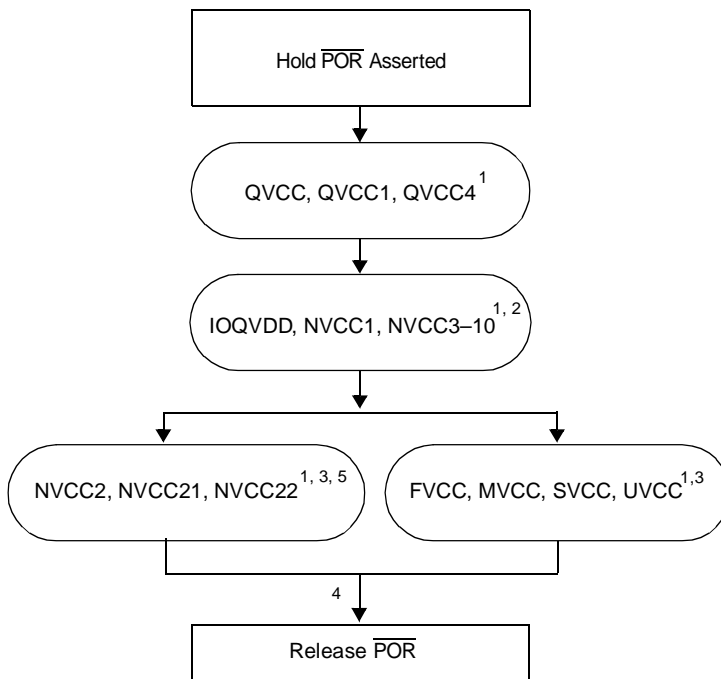 Hold POR Asserted
QVCC, QVCC1, QVCC4 1
IOQVDD, NVCC1, NVCC3–10 1, 2
NVCC2, NVCC21, NVCC22 1, 3, 5
FVCC, MVCC, SVCC, UVCC 1,3
4
Release POR